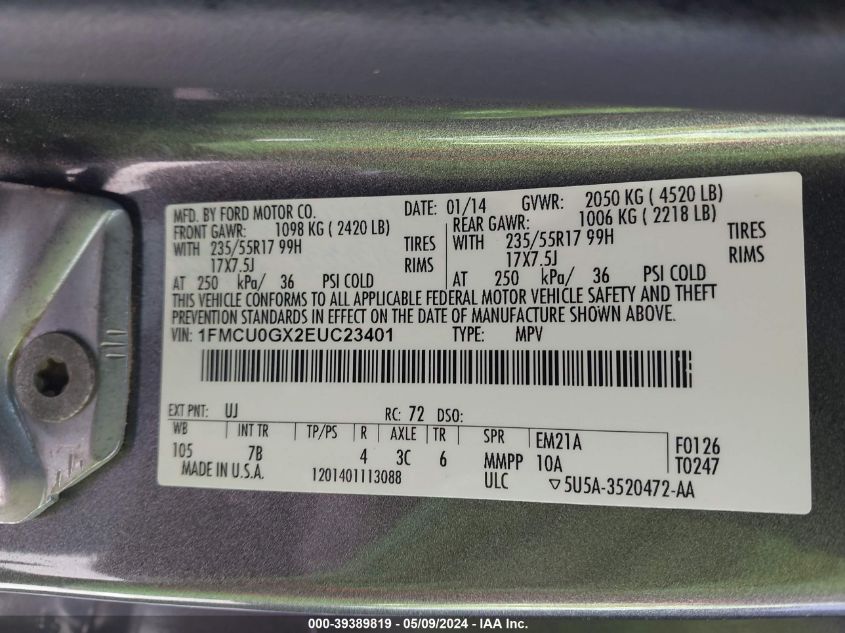 MFD. BY FORD MOTOR CO. DATE: 01/14 GVWR: 2050 KG ( 4520 LB)
FRONT GAWR: 1098 KG ( 2420 LB) REAR GAWR: 1006 KG ( 2218 LB)
WITH 235/55R17 99H TIRES WITH 235/55R17 99H TIRES
17X7.5J RIMS 17X7.5J RIMS
AT 250 kPa/ 36 PSI COLD AT 250 kPa/ 36 PSI COLD
THIS VEHICLE CONFORMS TO ALL APPLICABLE FEDERAL MOTOR VEHICLE SAFETY AND THEFT
PREVENTION STANDARDS IN EFFECT ON THE DATE OF MANUFACTURE SHOWN ABOVE.
VIN: 1FMCU0GX2EUC23401 TYPE: MPV
EXT PNT: UJ RC: 72 DSO:
WB INT TR TP/PS R AXLE TR SPR EM21A F0126
105 7B 4 3C 6 MMPP 10A T0247
MADE IN U.S.A. 1201401113088 ULC ▽5U5A-3520472-AA
000-39389819 - 05/09/2024 - IAA Inc.